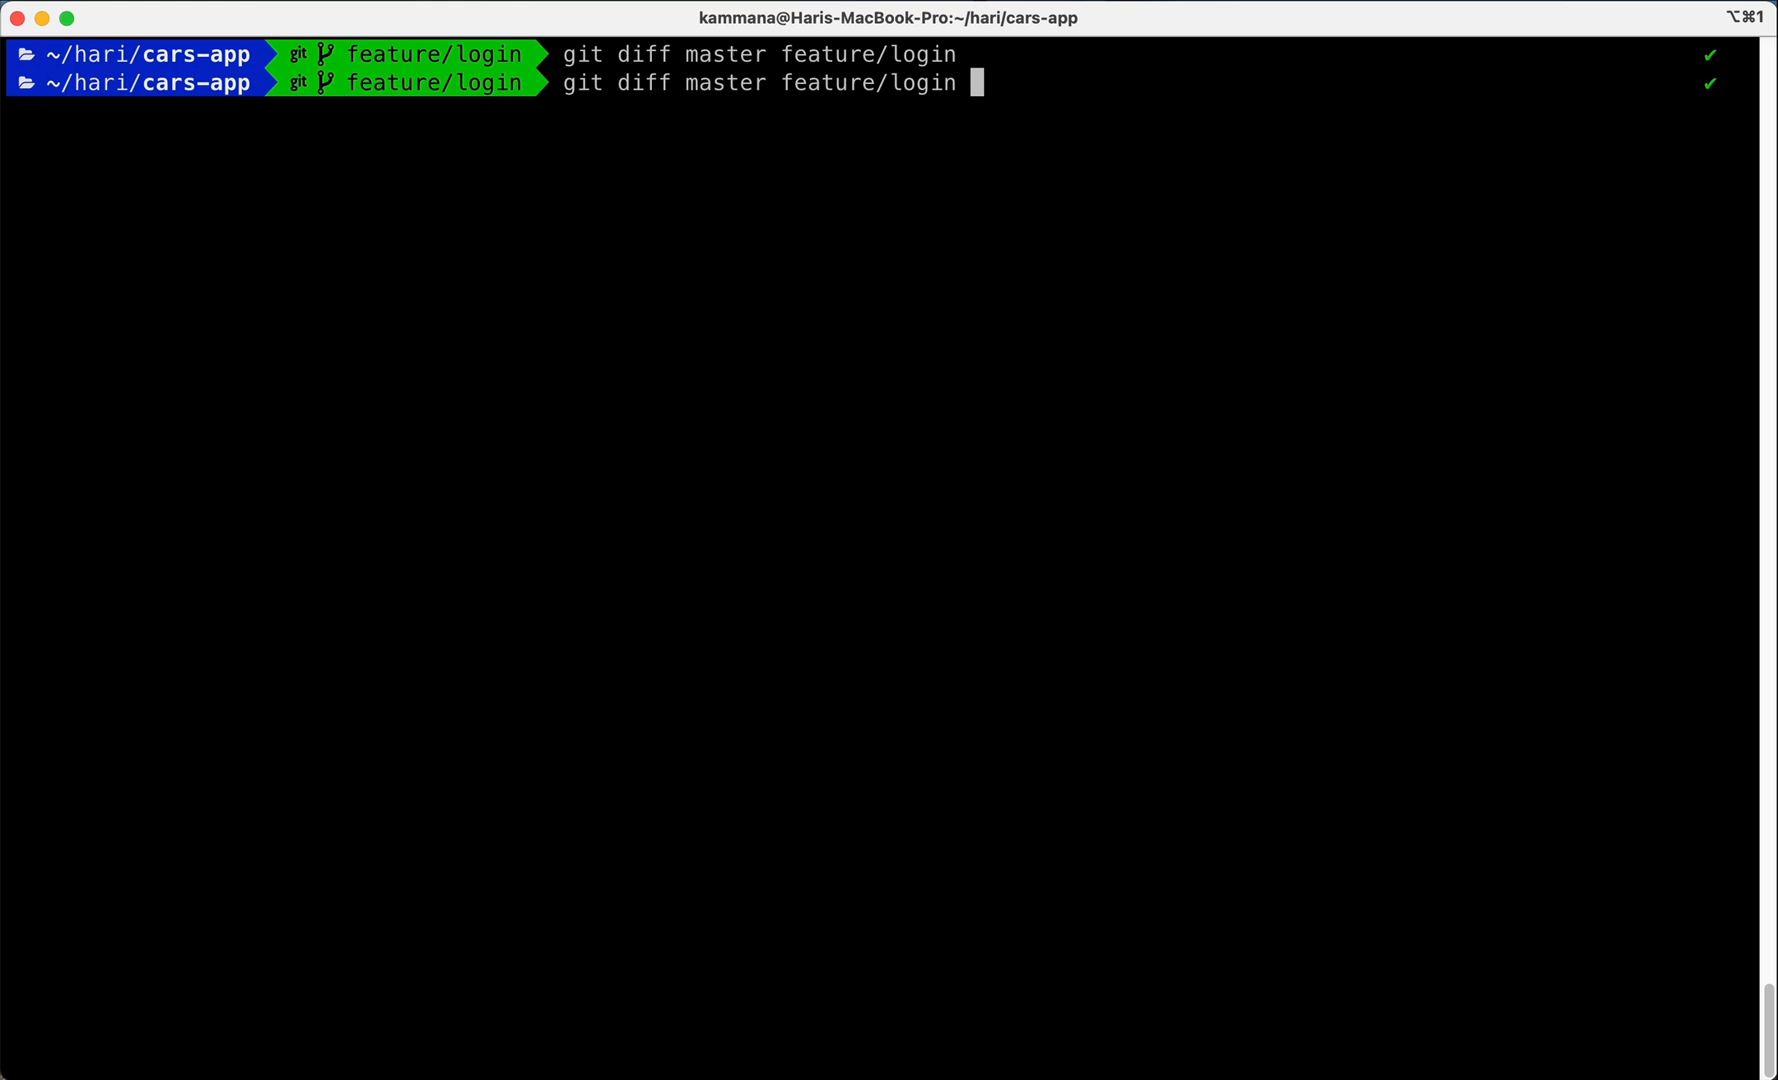 kammana@Haris-MacBook-Pro:~/hari/cars-app
⌥⌘1
~/hari/cars-app git feature/login git diff master feature/login ✔
~/hari/cars-app git feature/login git diff master feature/login ✔